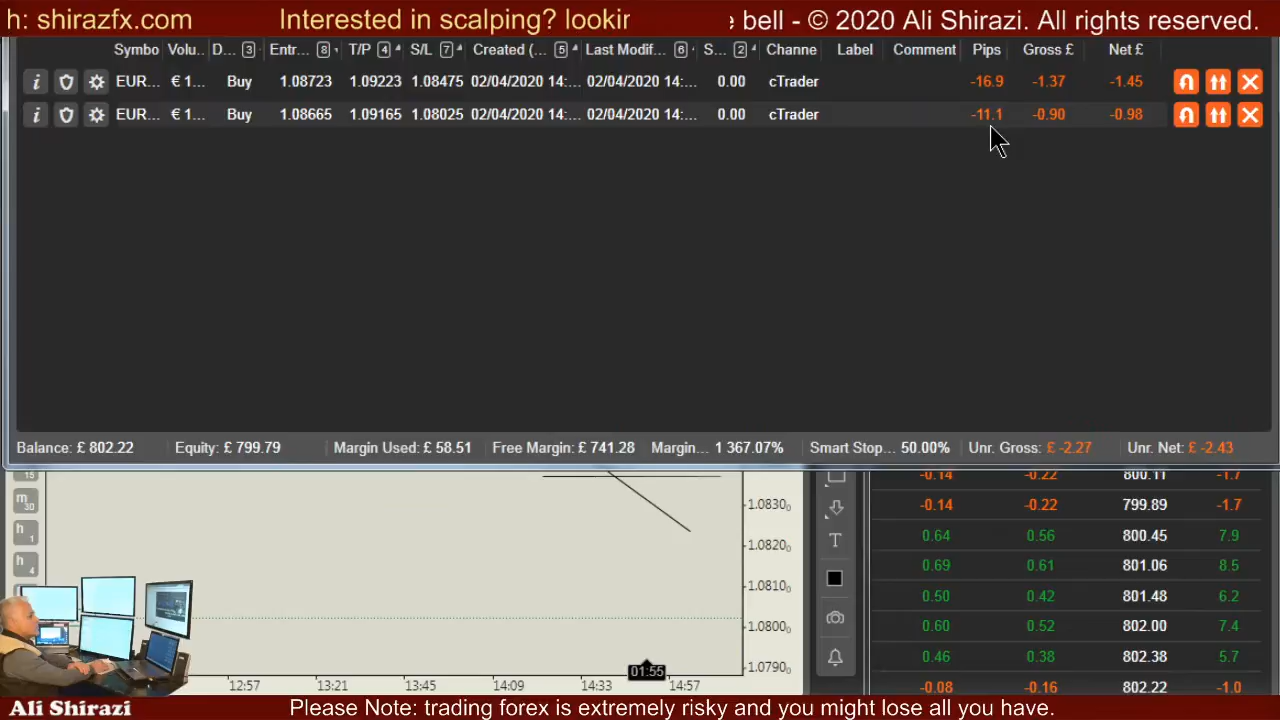 h: shirazfx.com Interested in scalping? lookir e bell - © 2020 Ali Shirazi. All rights reserved.
Symbo Volu.. D... 3 Entr... 8 T/P 4 S/L 7 Created (... 5 Last Modif... 6 S... 2 Channe Label Comment Pips Gross £ Net £
EUR... € 1... Buy 1.08723 1.09223 1.08475 02/04/2020 14:... 02/04/2020 14:... 0.00 cTrader -16.9 -1.37 -1.45
EUR... € 1... Buy 1.08665 1.09165 1.08025 02/04/2020 14:... 02/04/2020 14:... 0.00 cTrader -11.1 -0.90 -0.98
Balance: £ 802.22 Equity: £ 799.79 Margin Used: £ 58.51 Free Margin: £ 741.28 Margin... 1 367.07% Smart Stop... 50.00% Unr. Gross: £ -2.27 Unr. Net: £ -2.43
15 -0.14 -0.22 800.11 -1.7
m30 1.08300 -0.14 -0.22 799.89 -1.7
h1 1.08200 T 0.64 0.56 800.45 7.9
h4 0.69 0.61 801.06 8.5
1.08100 0.50 0.42 801.48 6.2
1.08000 0.60 0.52 802.00 7.4
01:55 1.07900 0.46 0.38 802.38 5.7
12:57 13:21 13:45 14:09 14:33 14:57 -0.08 -0.16 802.22 -1.0
Ali Shirazi Please Note: trading forex is extremely risky and you might lose all you have.